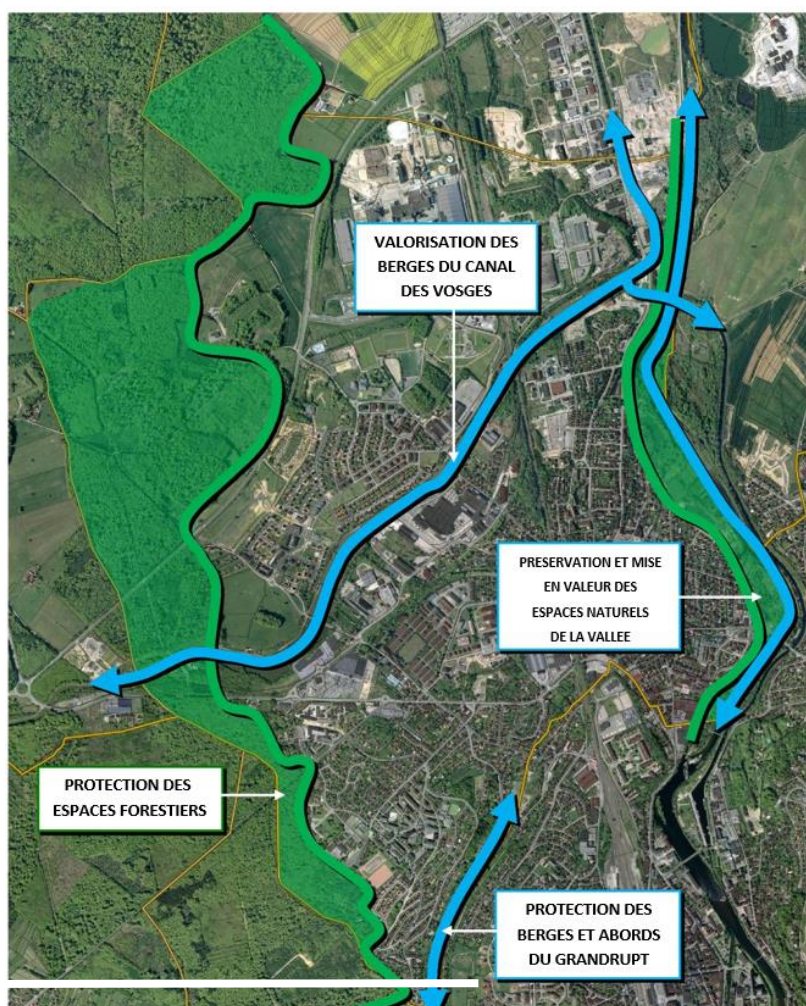 VALORISATION DES
BERGES DU CANAL
DES VOSGES
PRESERVATION ET MISE
EN VALEUR DES
ESPACES NATURELS
DE LA VALLEE
PROTECTION DES
ESPACES FORESTIERS
PROTECTION DES
BERGES ET ABORDS
DU GRANDRUPT